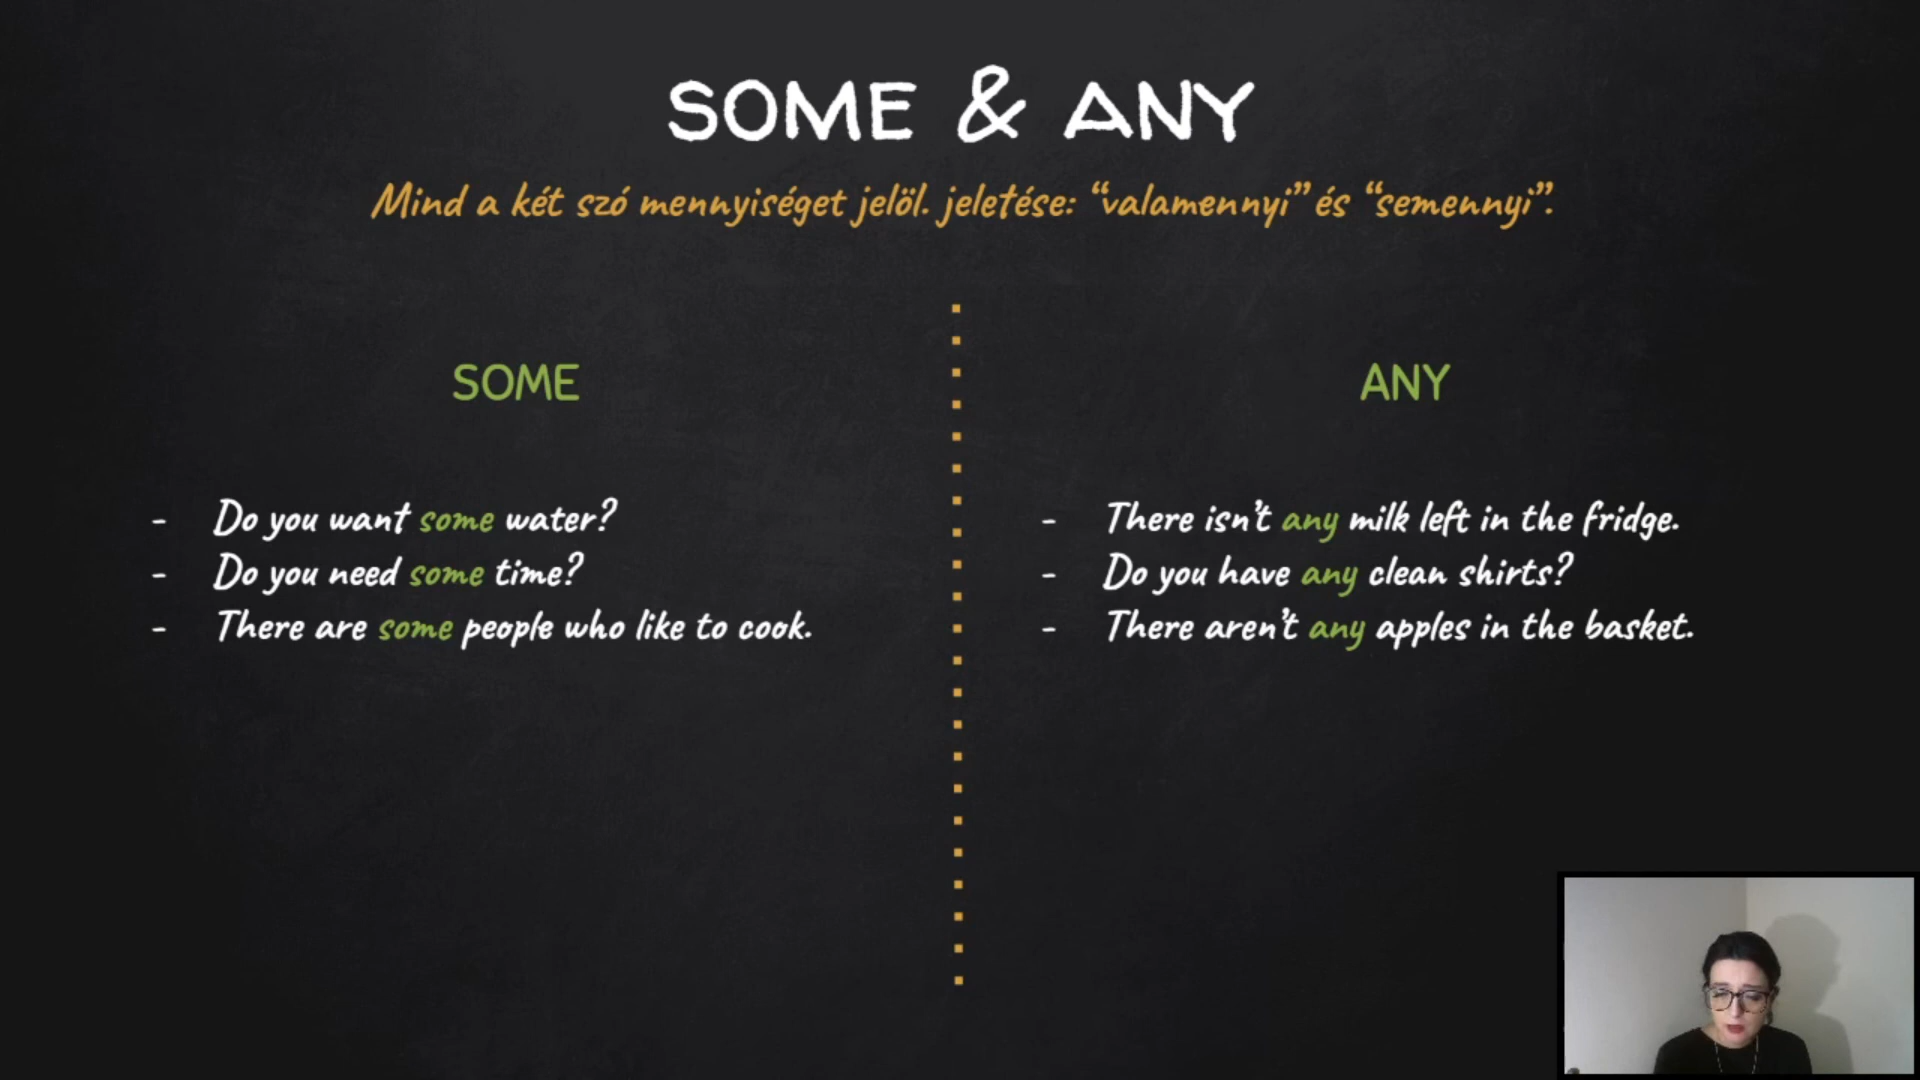 SOME & ANY
Mind a két szó mennyiséget jelöl. jeletése: “valamennyi” és “semennyi”.
SOME
- Do you want some water?
- Do you need some time?
- There are some people who like to cook.
ANY
- There isn’t any milk left in the fridge.
- Do you have any clean shirts?
- There aren’t any apples in the basket.